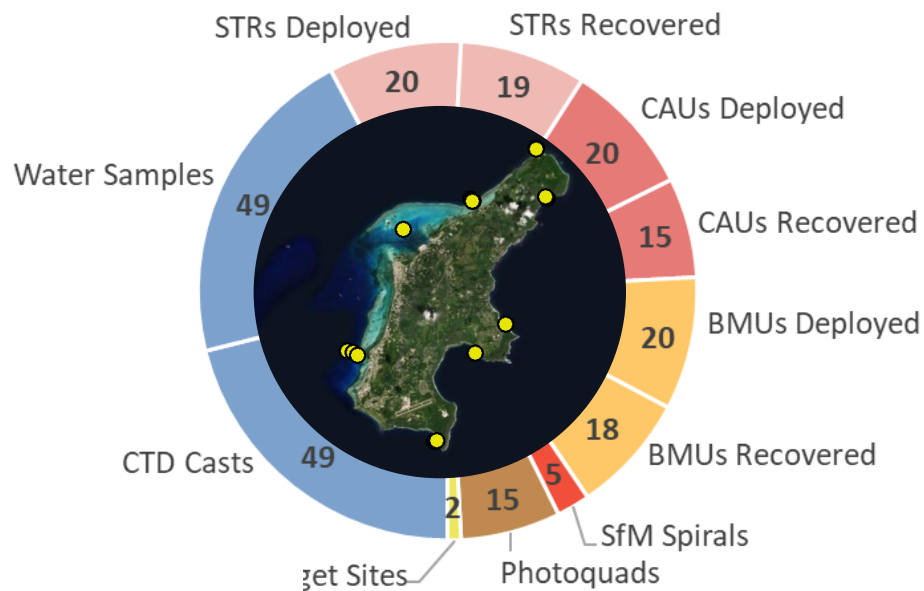 STRs Deployed
20
STRs Recovered
19
CAUs Deployed
20
CAUs Recovered
15
BMUs Deployed
20
BMUs Recovered
18
SfM Spirals
5
Photoquads
15
Sites
2
CTD Casts
49
Water Samples
49